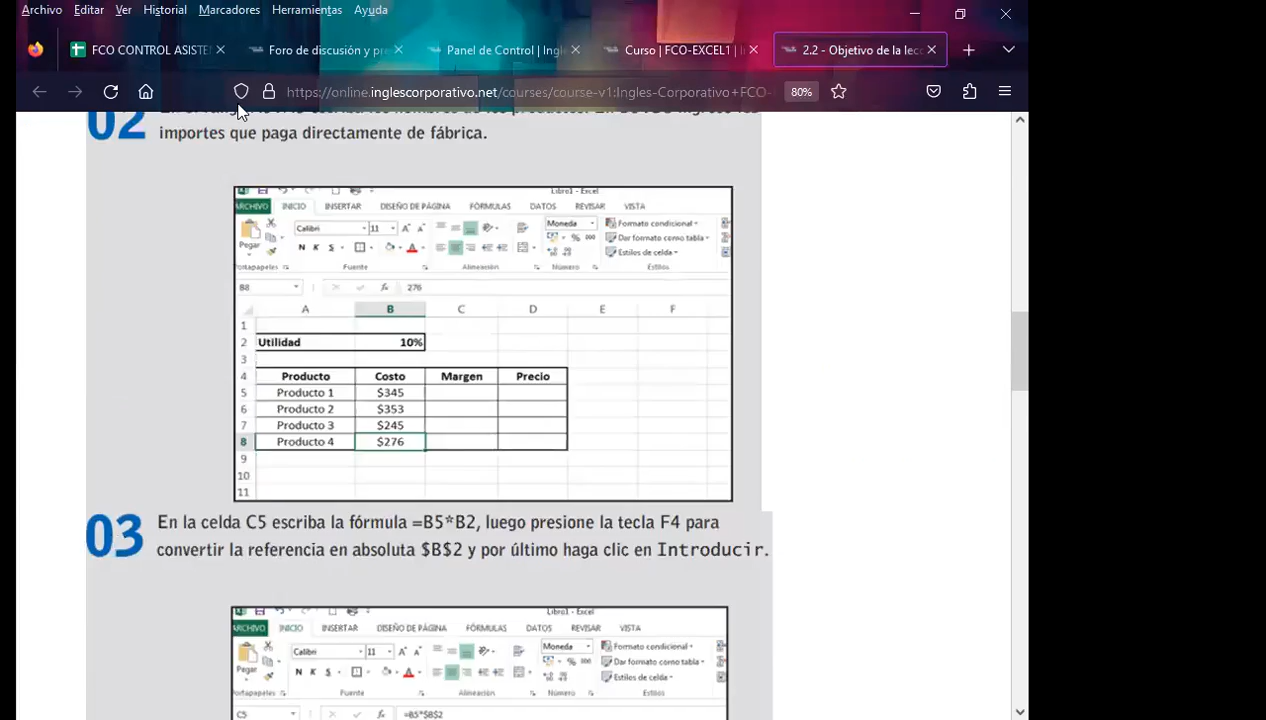 Archivo Editar Ver Historial Marcadores Herramientas Ayuda
FCO CONTROL ASISTE Foro de discusión y pr Panel de Control | Ingl Curso | FCO-EXCEL1 | I 2.2 - Objetivo de la lecc
https://online.inglescorporativo.net/courses/course-v1:Ingles-Corporativo+FCO- 80%
02
importes que paga directamente de fábrica.
Libro1 - Excel
ARCHIVO INICIO INSERTAR DISEÑO DE PÁGINA FÓRMULAS DATOS REVISAR VISTA
Calibri 11 Moneda Formato condicional
Pegar % 000 Dar formato como tabla
N K S A Estilos de celda
Portapapeles Fuente Alineación Número Estilos
B8 fx 276
A B C D E F
1
2 Utilidad 10%
3
4 Producto Costo Margen Precio
5 Producto 1 $345
6 Producto 2 $353
7 Producto 3 $245
8 Producto 4 $276
9
10
11
03 En la celda C5 escriba la fórmula =B5*B2, luego presione la tecla F4 para
convertir la referencia en absoluta $B$2 y por último haga clic en Introducir.
Libro1 - Excel
ARCHIVO INICIO INSERTAR DISEÑO DE PÁGINA FÓRMULAS DATOS REVISAR VISTA
Calibri 11 Moneda Formato condicional
Pegar % 000 Dar formato como tabla
N K S A Estilos de celda
Portapapeles Fuente Alineación Número Estilos
C5 fx =B5*$B$2